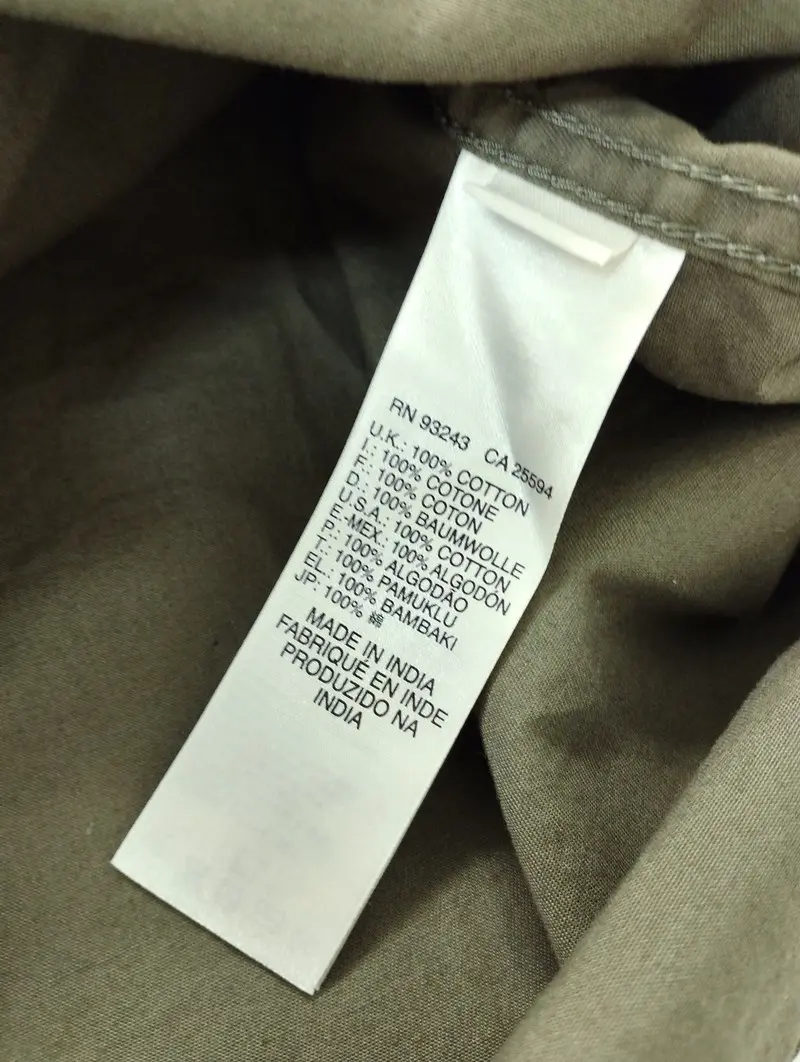 RN 93243 CA 25594
U.K.: 100% COTTON
I.: 100% COTONE
F.: 100% COTON
D.: 100% BAUMWOLLE
U.S.A.: 100% COTTON
E.-MEX.: 100% ALGODÓN
P.: 100% ALGODÃO
T.: 100% PAMUKLU
EL.: 100% BAMBAKI
JP.: 100% 綿
MADE IN INDIA
FABRIQUÉ EN INDE
PRODUZIDO NA
INDIA